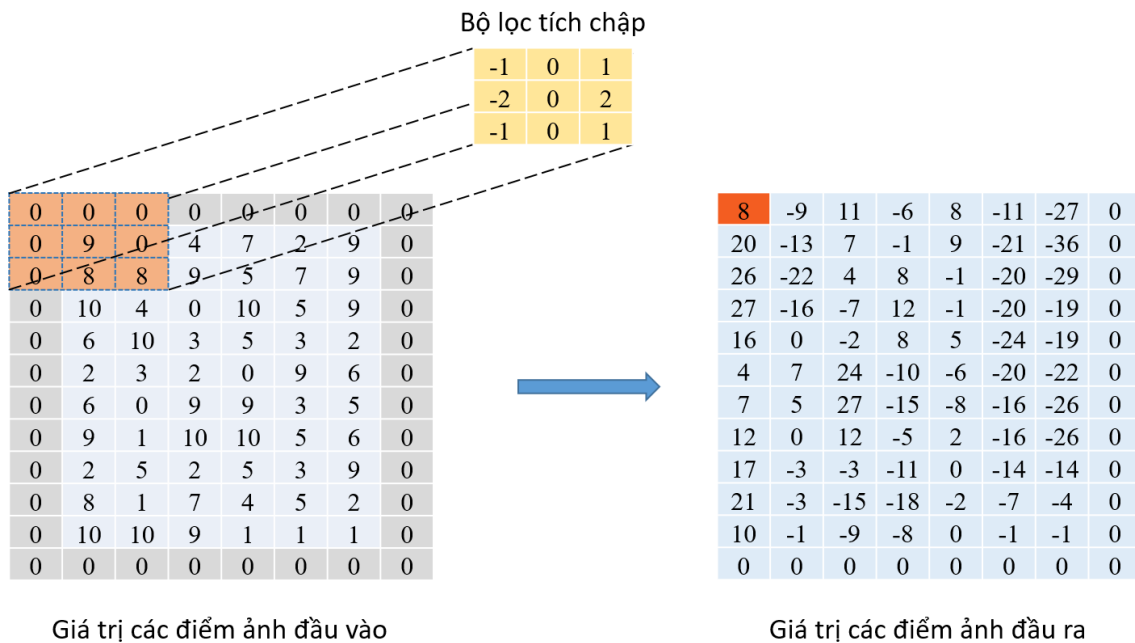 Bộ lọc tích chập
-1 0 1
-2 0 2
-1 0 1
0 0 0 0 0 0 0 0
0 9 0 4 7 2 9 0
0 8 8 9 5 7 9 0
0 10 4 0 10 5 9 0
0 6 10 3 5 3 2 0
0 2 3 2 0 9 6 0
0 6 0 9 9 3 5 0
0 9 1 10 10 5 6 0
0 2 5 2 5 3 9 0
0 8 1 7 4 5 2 0
0 10 10 9 1 1 1 0
0 0 0 0 0 0 0 0
Giá trị các điểm ảnh đầu vào
8 -9 11 -6 8 -11 -27 0
20 -13 7 -1 9 -21 -36 0
26 -22 4 8 -1 -20 -29 0
27 -16 -7 12 -1 -20 -19 0
16 0 -2 8 5 -24 -19 0
4 7 24 -10 -6 -20 -22 0
7 5 27 -15 -8 -16 -26 0
12 0 12 -5 2 -16 -26 0
17 -3 -3 -11 0 -14 -14 0
21 -3 -15 -18 -2 -7 -4 0
10 -1 -9 -8 0 -1 -1 0
0 0 0 0 0 0 0 0
Giá trị các điểm ảnh đầu ra